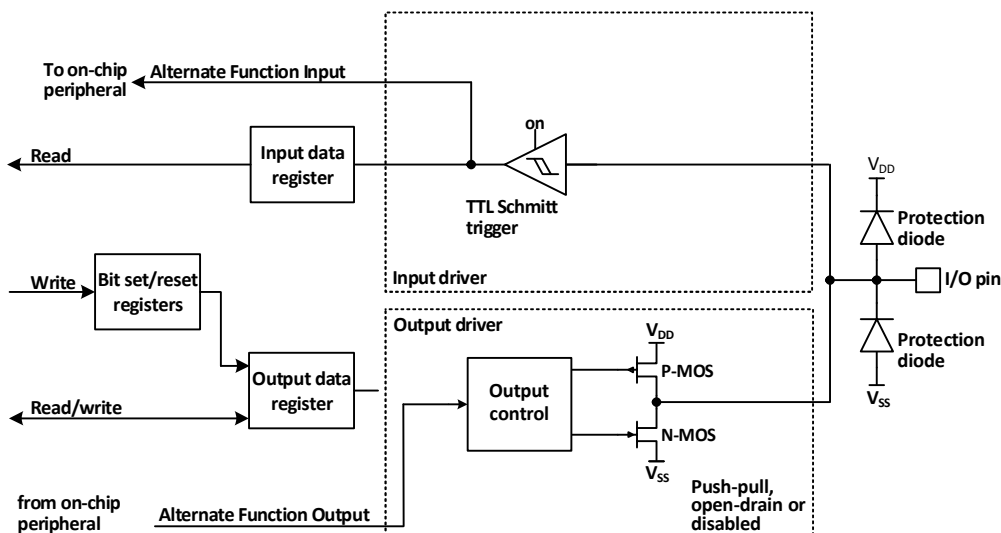 To on-chip
peripheral
Alternate Function Input
on
Read
Input data
register
TTL Schmitt
trigger
VDD
Protection
diode
Write
Bit set/reset
registers
Input driver
I/O pin
Output driver
VDD
Protection
diode
P-MOS
Output data
register
Output
control
Read/write
VSS
N-MOS
VSS
from on-chip
peripheral
Alternate Function Output
Push-pull,
open-drain or
disabled